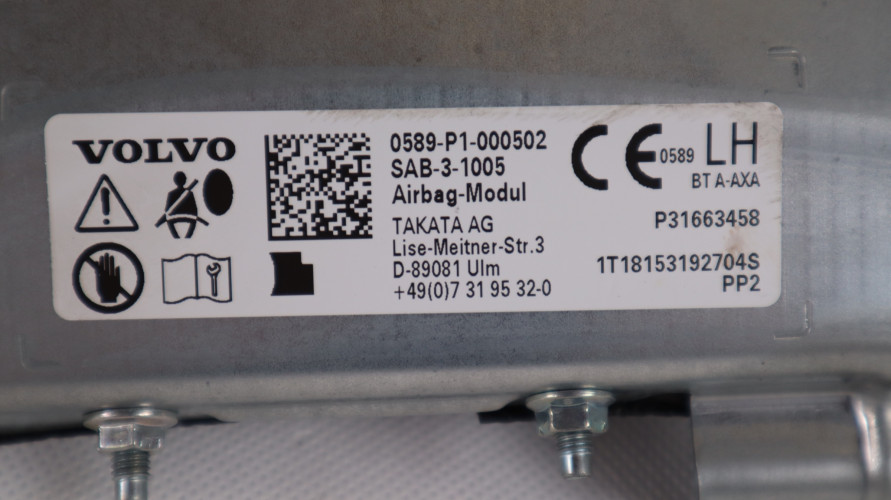 VOLVO
0589-P1-000502
SAB-3-1005
Airbag-Modul
TAKATA AG
Lise-Meitner-Str.3
D-89081 Ulm
+49(0)7 31 95 32-0
CE 0589 LH
BT A-AXA
P31663458
1T18153192704S
PP2